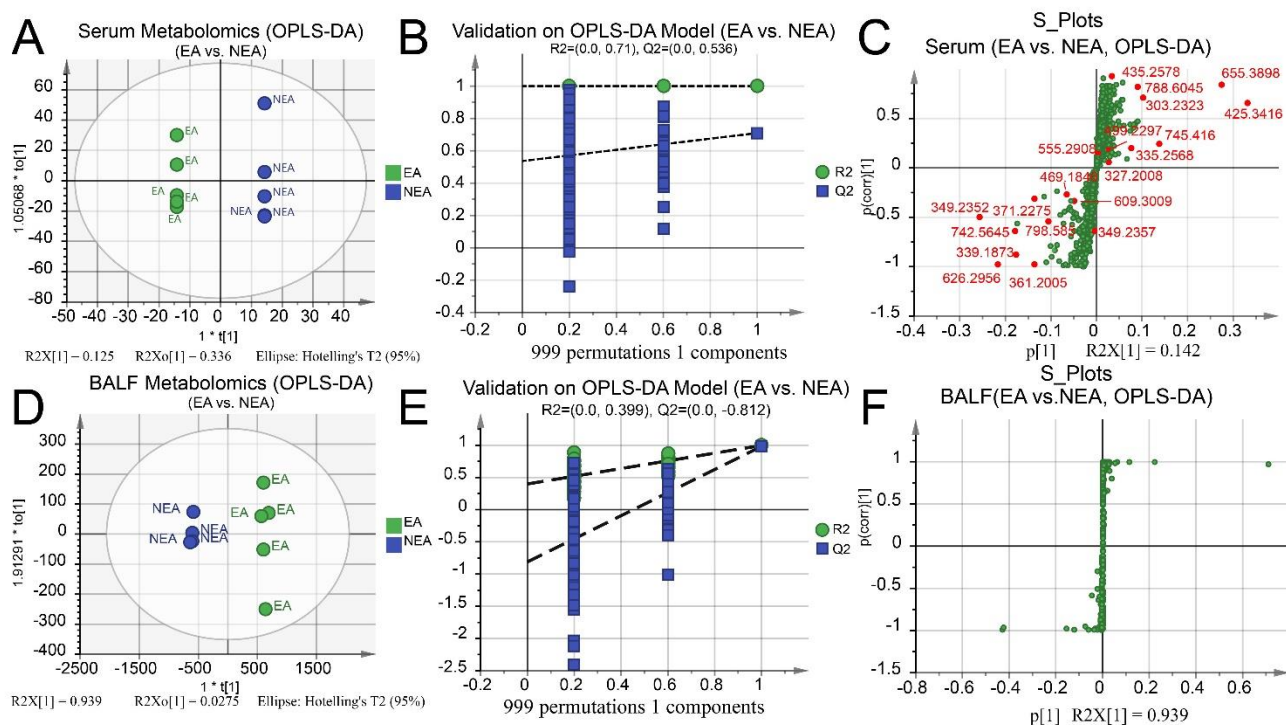 A
Serum Metabolomics (OPLS-DA)
(EA vs. NEA)
1.05068 * to[1]
60
40
20
0
-20
-40
-60
-80
NEA
EA
EA
NEA
EA
EA
NEA
EA
NEA
NEA
-50
-40
-30
-20
-10
0
10
20
30
40
1 * t[1]
R2X[1] – 0.125
R2Xo[1] – 0.336
Ellipse: Hotelling's T2 (95%)
EA
NEA
B
Validation on OPLS-DA Model (EA vs. NEA)
R2=(0.0, 0.71), Q2=(0.0, 0.536)
1
0.8
0.6
0.4
0.2
0
-0.2
-0.4
-0.2
0
0.2
0.4
0.6
0.8
1
999 permutations 1 components
R2
Q2
C
S_Plots
Serum (EA vs. NEA, OPLS-DA)
p(corr)[1]
1
0.5
0
-0.5
-1
-1.5
435.2578
655.3898
788.6045
303.2323
425.3416
745.416
555.2908
335.2568
327.2008
609.3009
349.2352
371.2275
742.5645
349.2357
339.1873
626.2956
361.2005
-0.4
-0.3
-0.2
-0.1
0
0.1
0.2
0.3
p[1]
R2X[1] = 0.142
D
BALF Metabolomics (OPLS-DA)
(EA vs. NEA)
1.91291 * to[1]
300
200
100
0
-100
-200
-300
-400
EA
NEA
EA
EA
NEA
NEA
NEA
EA
EA
-2500
-1500
-500
500
1500
1 * t[1]
R2X[1] – 0.939
R2Xo[1] – 0.0275
Ellipse: Hotelling's T2 (95%)
EA
NEA
E
Validation on OPLS-DA Model (EA vs. NEA)
R2=(0.0, 0.399), Q2=(0.0, -0.812)
1
0.5
0
-0.5
-1
-1.5
-2
-2.5
-0.2
0
0.2
0.4
0.6
0.8
1
999 permutations 1 components
R2
Q2
F
S_Plots
BALF(EA vs.NEA, OPLS-DA)
p(corr)[1]
1
0.5
0
-0.5
-1
-1.5
-0.8
-0.6
-0.4
-0.2
0
0.2
0.4
0.6
p[1]
R2X[1] = 0.939